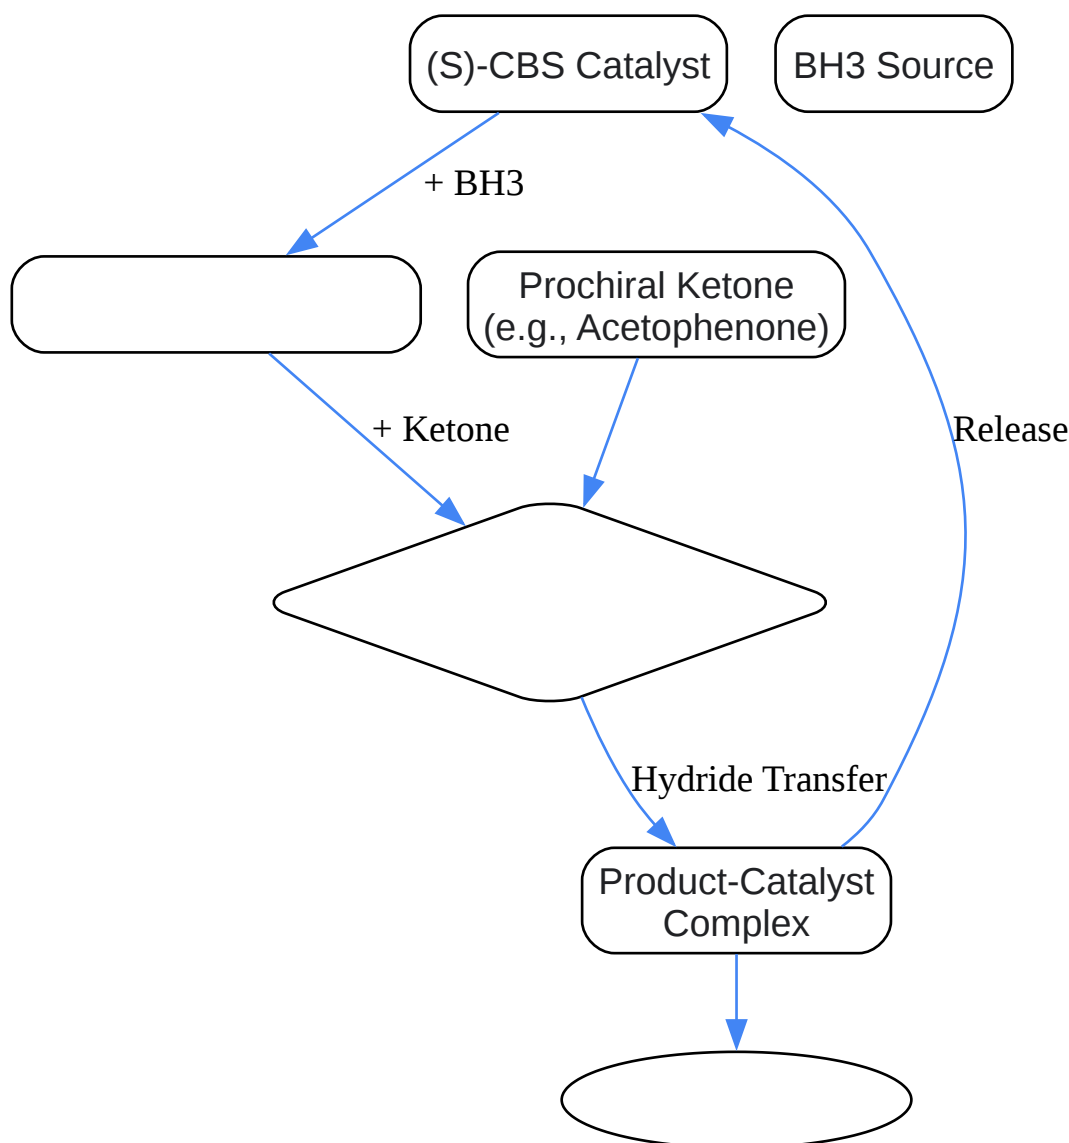 (S)-CBS Catalyst
BH3 Source
+ BH3
Prochiral Ketone
(e.g., Acetophenone)
+ Ketone
Release
Hydride Transfer
Product-Catalyst
Complex